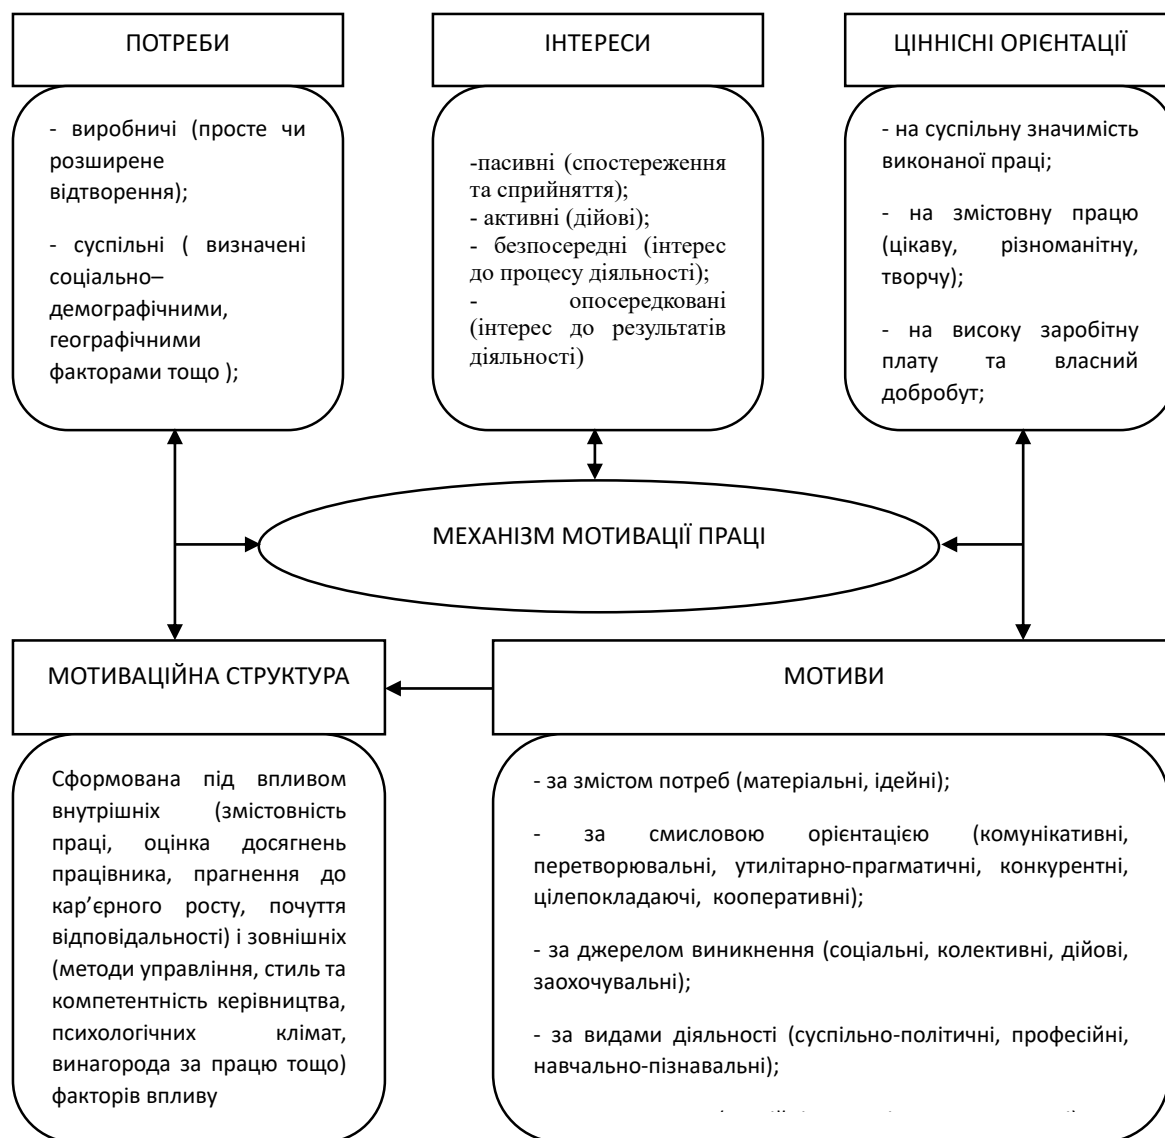 ПОТРЕБИ
- виробничі (просте чи
розширене
відтворення);
- суспільні ( визначені
соціально–
демографічними,
географічними
факторами тощо );
ІНТЕРЕСИ
-пасивні (спостереження
та сприйняття);
- активні (дійові);
- безпосередні (інтерес
до процесу діяльності);
- опосередковані
(інтерес до результатів
діяльності)
ЦІННІСНІ ОРІЄНТАЦІЇ
- на суспільну значимість
виконаної праці;
- на змістовну працю
(цікаву, різноманітну,
творчу);
- на високу заробітну
плату та власний
добробут;
МЕХАНІЗМ МОТИВАЦІЇ ПРАЦІ
МОТИВАЦІЙНА СТРУКТУРА
Сформована під впливом
внутрішніх (змістовність
праці, оцінка досягнень
працівника, прагнення до
кар’єрного росту, почуття
відповідальності) і зовнішніх
(методи управління, стиль та
компетентність керівництва,
психологічних клімат,
винагорода за працю тощо)
факторів впливу
МОТИВИ
- за змістом потреб (матеріальні, ідейні);
- за смисловою орієнтацією (комунікативні,
перетворювальні, утилітарно-прагматичні, конкурентні,
цілепокладаючі, кооперативні);
- за джерелом виникнення (соціальні, колективні, дійові,
заохочувальні);
- за видами діяльності (суспільно-політичні, професійні,
навчально-пізнавальні);